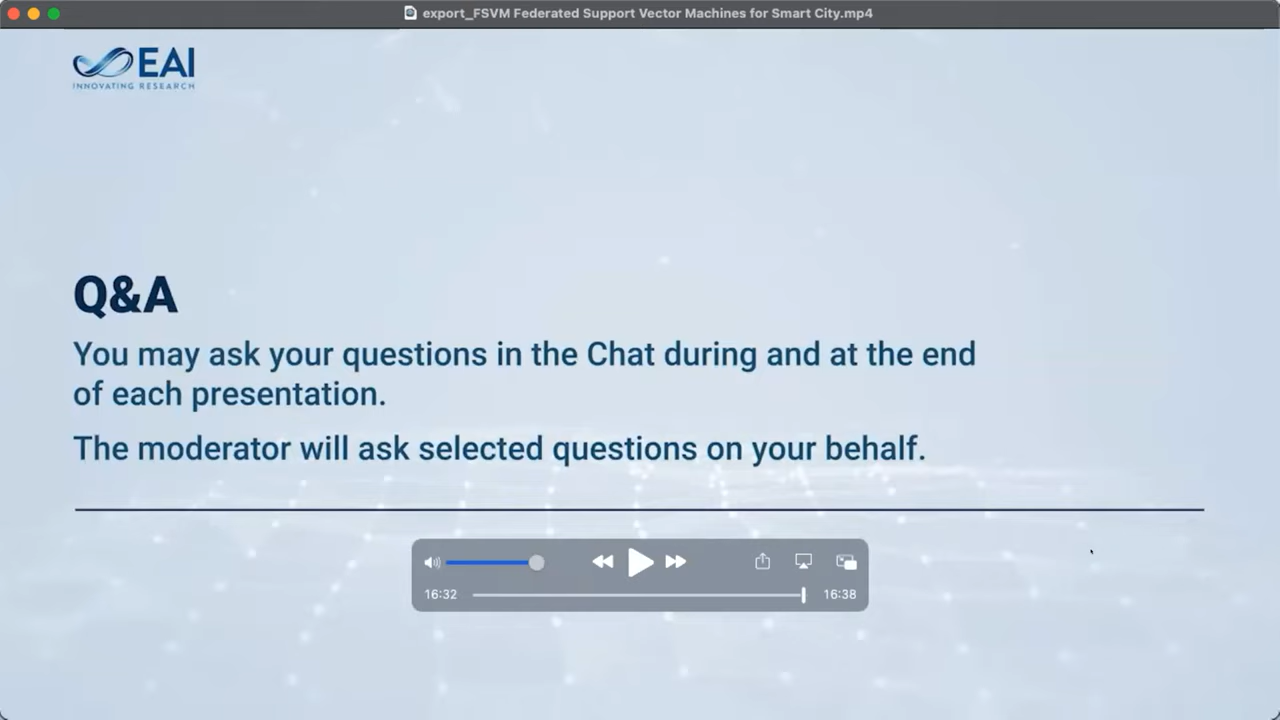 export_FSVM Federated Support Vector Machines for Smart City.mp4
EAI
INNOVATING RESEARCH
Q&A
You may ask your questions in the Chat during and at the end
of each presentation.
The moderator will ask selected questions on your behalf.
16:32
16:38